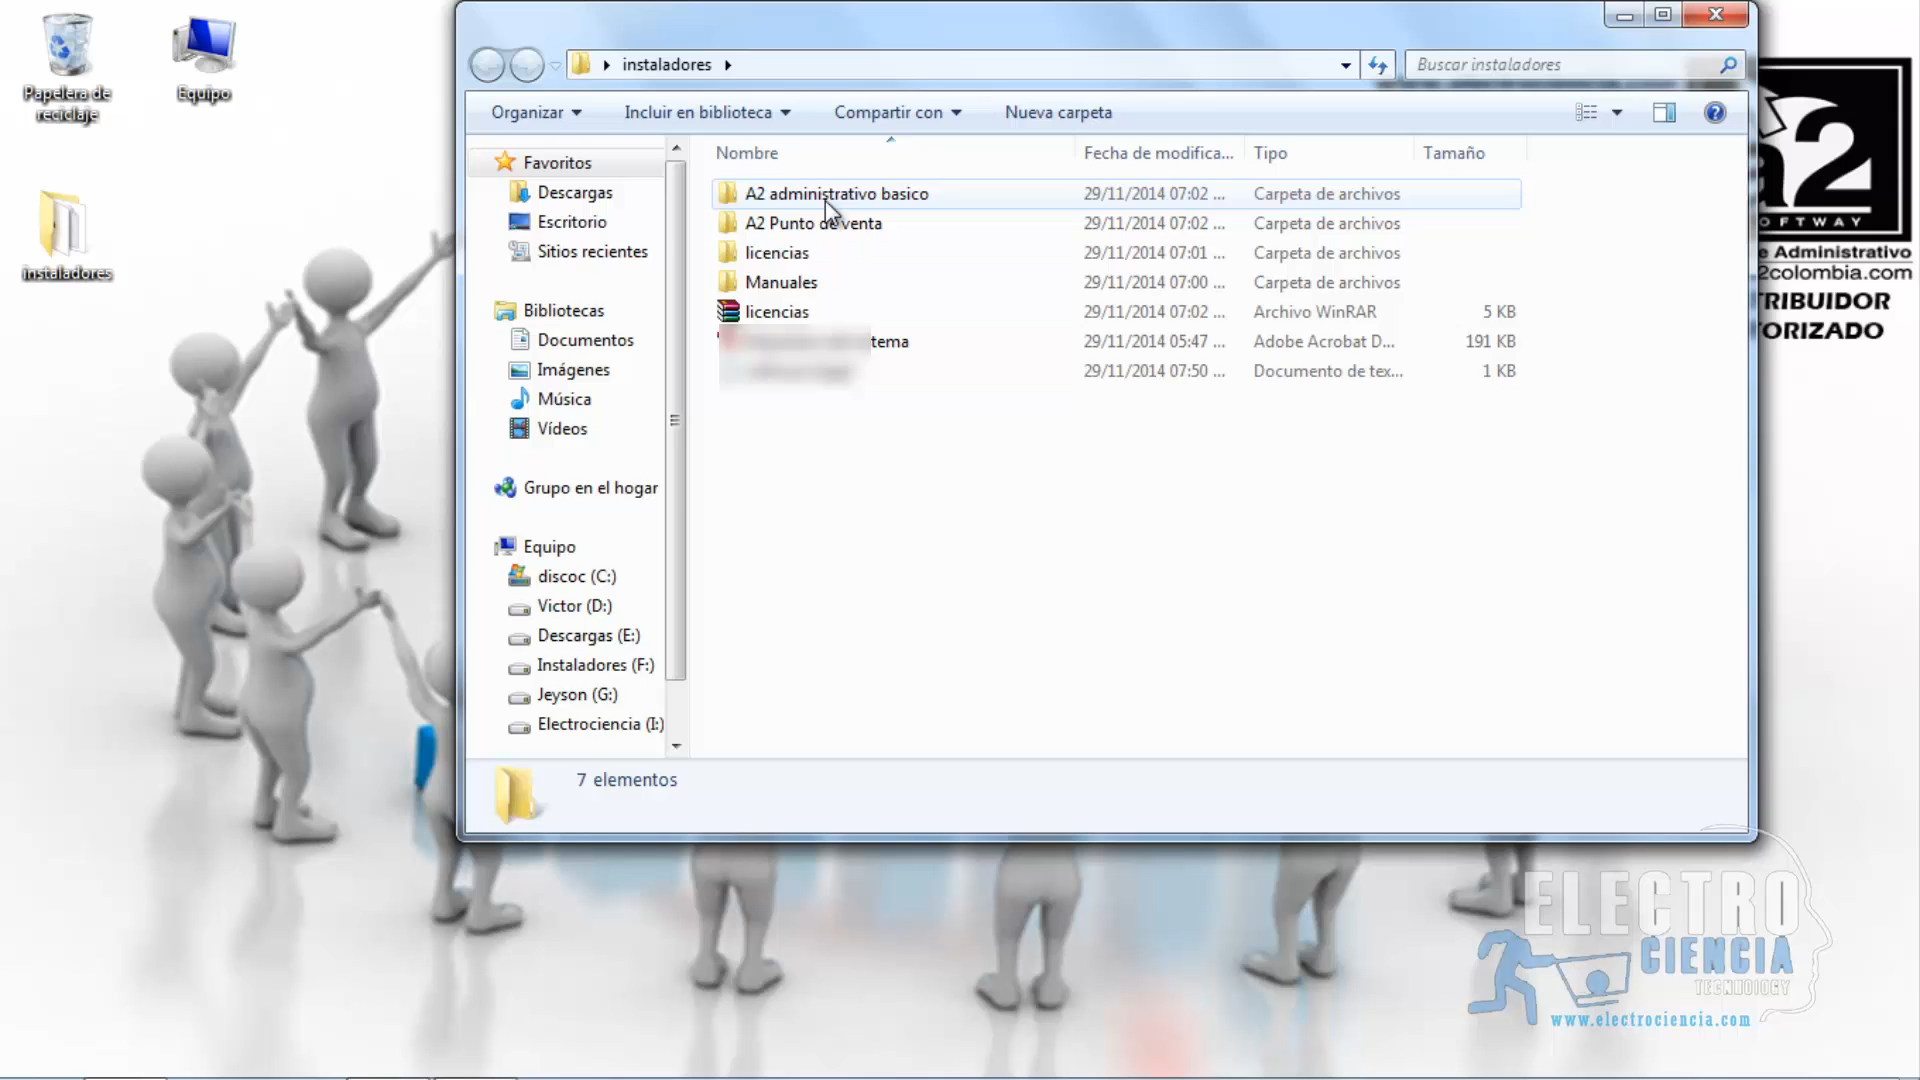 Papelera de
reciclaje
Equipo
instaladores
instaladores
Buscar instaladores
Organizar
Incluir en biblioteca
Compartir con
Nueva carpeta
Favoritos
Descargas
Escritorio
Sitios recientes
Bibliotecas
Documentos
Imágenes
Música
Vídeos
Grupo en el hogar
Equipo
discoc (C:)
Victor (D:)
Descargas (E:)
Instaladores (F:)
Jeyson (G:)
Electrociencia (I:)
Nombre Fecha de modifica... Tipo Tamaño
A2 administrativo basico 29/11/2014 07:02 ... Carpeta de archivos
A2 Punto de venta 29/11/2014 07:02 ... Carpeta de archivos
licencias 29/11/2014 07:01 ... Carpeta de archivos
Manuales 29/11/2014 07:00 ... Carpeta de archivos
licencias 29/11/2014 07:02 ... Archivo WinRAR 5 KB
tema 29/11/2014 05:47 ... Adobe Acrobat D... 191 KB
29/11/2014 07:50 ... Documento de tex... 1 KB
7 elementos
a2
OFTWAY
e Administrativo
2colombia.com
TRIBUIDOR
ORIZADO
ELECTRO
CIENCIA
TECHNOLOGY
www.electrociencia.com